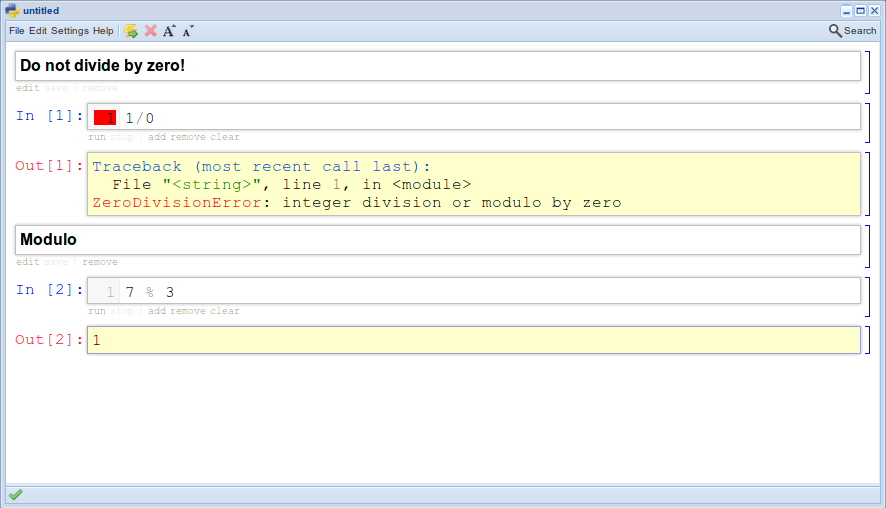 untitled
File Edit Settings Help
Search
Do not divide by zero!
edit save | remove
In [1]: 1 1/0
run stop | add remove clear
Out[1]: Traceback (most recent call last):
File "<string>", line 1, in <module>
ZeroDivisionError: integer division or modulo by zero
Modulo
edit save | remove
In [2]: 1 7 % 3
run stop | add remove clear
Out[2]: 1